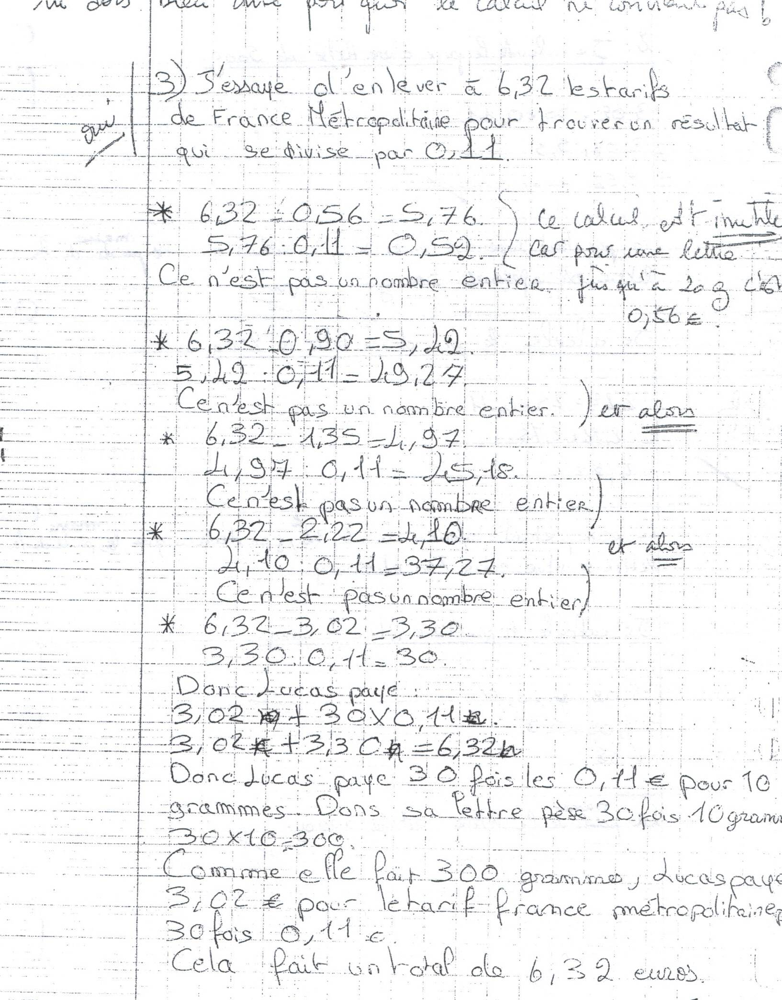 bien dire pourquoi le calcul ne convient pas !
3) J'essaye d'enlever à 6,32 les tarifs
de France Métropolitaine pour trouver un résultat
qui se divise par 0,11.
oui
* 6,32 - 0,56 = 5,76.
5,76 : 0,11 = 0,52.
Ce n'est pas un nombre entier.
ce calcul est inutile
car pour une lettre
jusqu'à 20 g c'est
0,56 €.
* 6,32 - 0,90 = 5,42.
5,42 : 0,11 = 49,27.
Ce n'est pas un nombre entier. ) et alors
* 6,32 - 1,35 = 4,97.
4,97 : 0,11 = 45,18.
Ce n'est pas un nombre entier )
* 6,32 - 2,22 = 4,10.
et alors
4,10 : 0,11 = 37,27.
Ce n'est pas un nombre entier )
* 6,32 - 3,02 = 3,30.
3,30 : 0,11 = 30.
Donc Lucas paye :
3,02 € + 30 x 0,11 €.
3,02 € + 3,30 € = 6,32 €
Donc Lucas paye 30 fois les 0,11 € pour 10
grammes. Dons sa lettre pèse 30 fois 10 gramm
30 x 10 = 300.
Comme elle fait 300 grammes, Lucas paye
3,02 € pour le tarif france métropolitaine p
30 fois 0,11 €.
Cela fait un total de 6,32 euros.